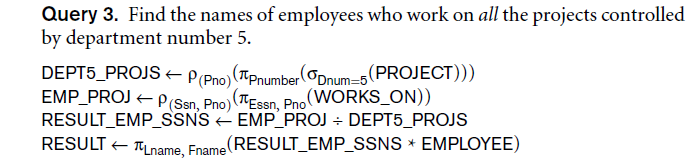 Query 3. Find the names of employees who work on all the projects controlled
by department number 5.
DEPT5_PROJS ← ρ(Pno)(πPnumber(σDnum=5(PROJECT)))
EMP_PROJ ← ρ(Ssn, Pno)(πEssn, Pno(WORKS_ON))
RESULT_EMP_SSNS ← EMP_PROJ ÷ DEPT5_PROJS
RESULT ← πLname, Fname(RESULT_EMP_SSNS * EMPLOYEE)